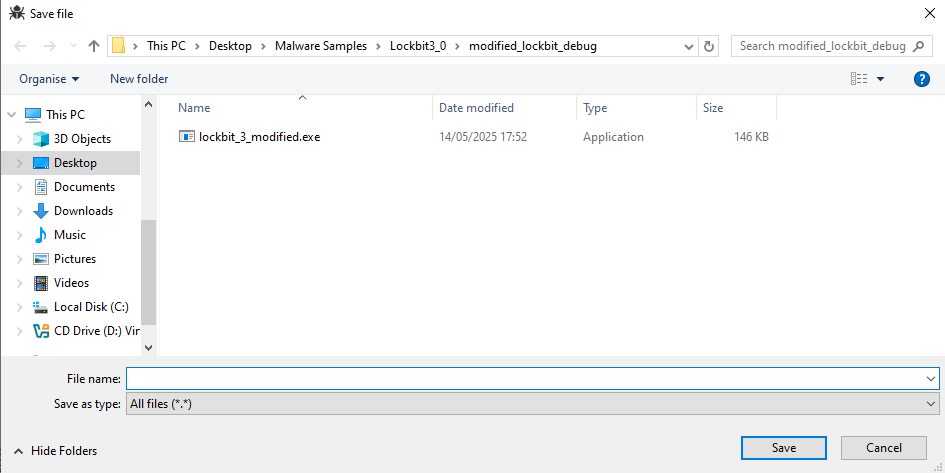 Save file
This PC > Desktop > Malware Samples > Lockbit3_0 > modified_lockbit_debug
Search modified_lockbit_debug
Organise New folder
Name Date modified Type Size
This PC
3D Objects
lockbit_3_modified.exe 14/05/2025 17:52 Application 146 KB
Desktop
Documents
Downloads
Music
Pictures
Videos
Local Disk (C:)
CD Drive (D:) Vir
File name:
Save as type: All files (*.*)
Hide Folders
Save Cancel